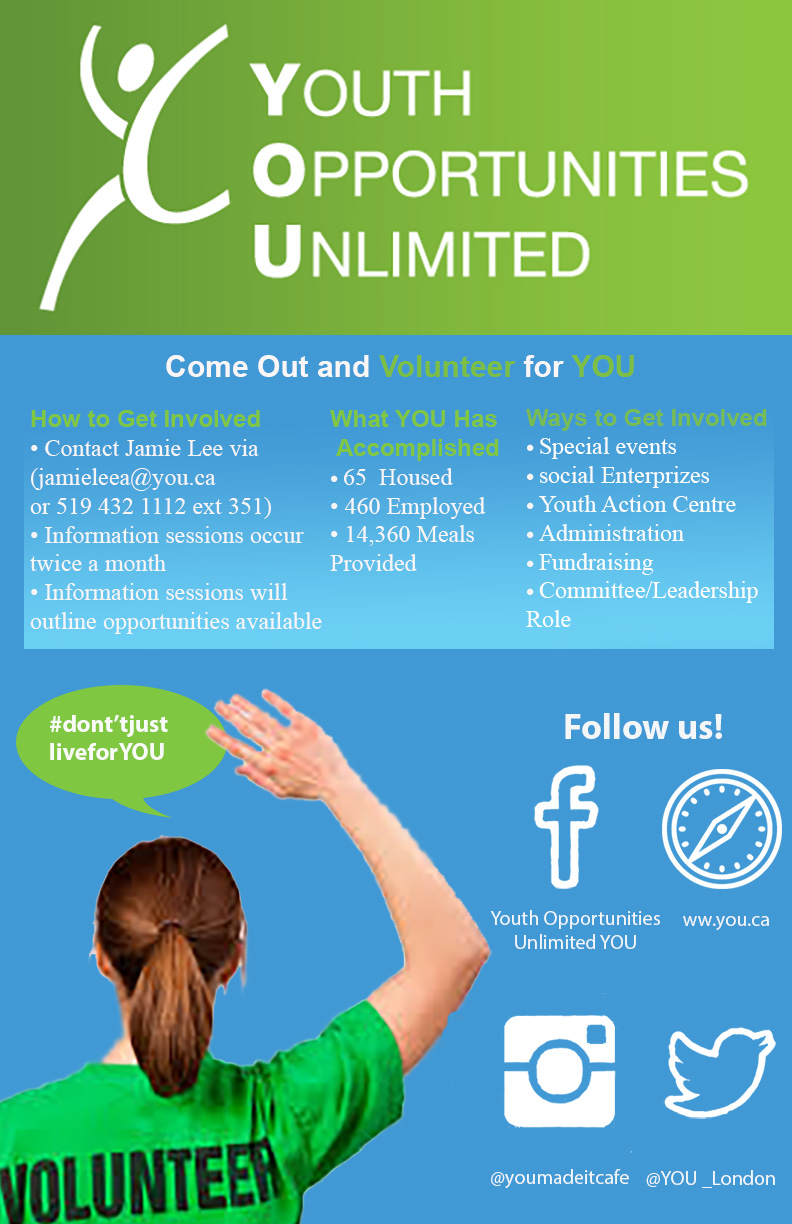 YOUTH
OPPORTUNITIES
UNLIMITED
Come Out and Volunteer for YOU
How to Get Involved
• Contact Jamie Lee via
(jamieleea@you.ca
or 519 432 1112 ext 351)
• Information sessions occur
twice a month
• Information sessions will
outline opportunities available
What YOU Has
Accomplished
• 65 Housed
• 460 Employed
• 14,360 Meals
Provided
Ways to Get Involved
• Special events
• social Enterprizes
• Youth Action Centre
• Administration
• Fundraising
• Committee/Leadership
Role
#dont'tjust
liveforYOU
Follow us!
Youth Opportunities
Unlimited YOU
ww.you.ca
@youmadeitcafe
@YOU _London
VOLUNTEER